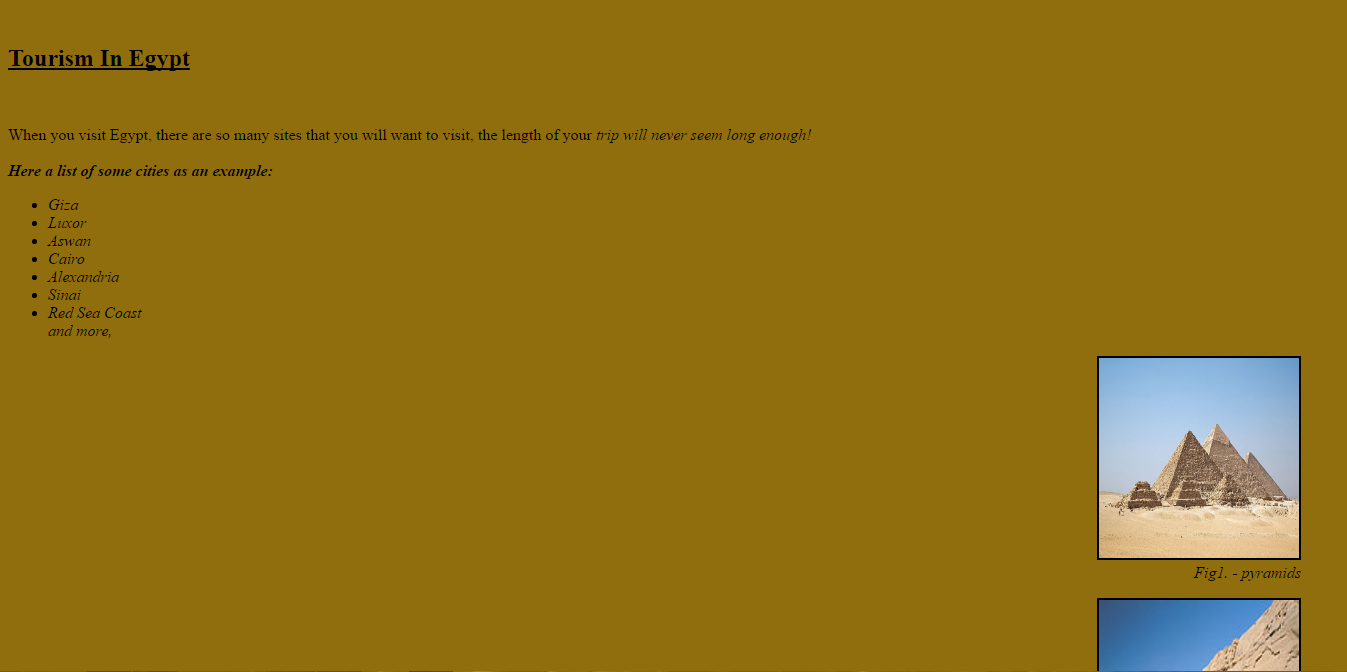 Tourism In Egypt
When you visit Egypt, there are so many sites that you will want to visit, the length of your trip will never seem long enough!
Here a list of some cities as an example:
Giza
Luxor
Aswan
Cairo
Alexandria
Sinai
Red Sea Coast
and more,
Fig1. - pyramids